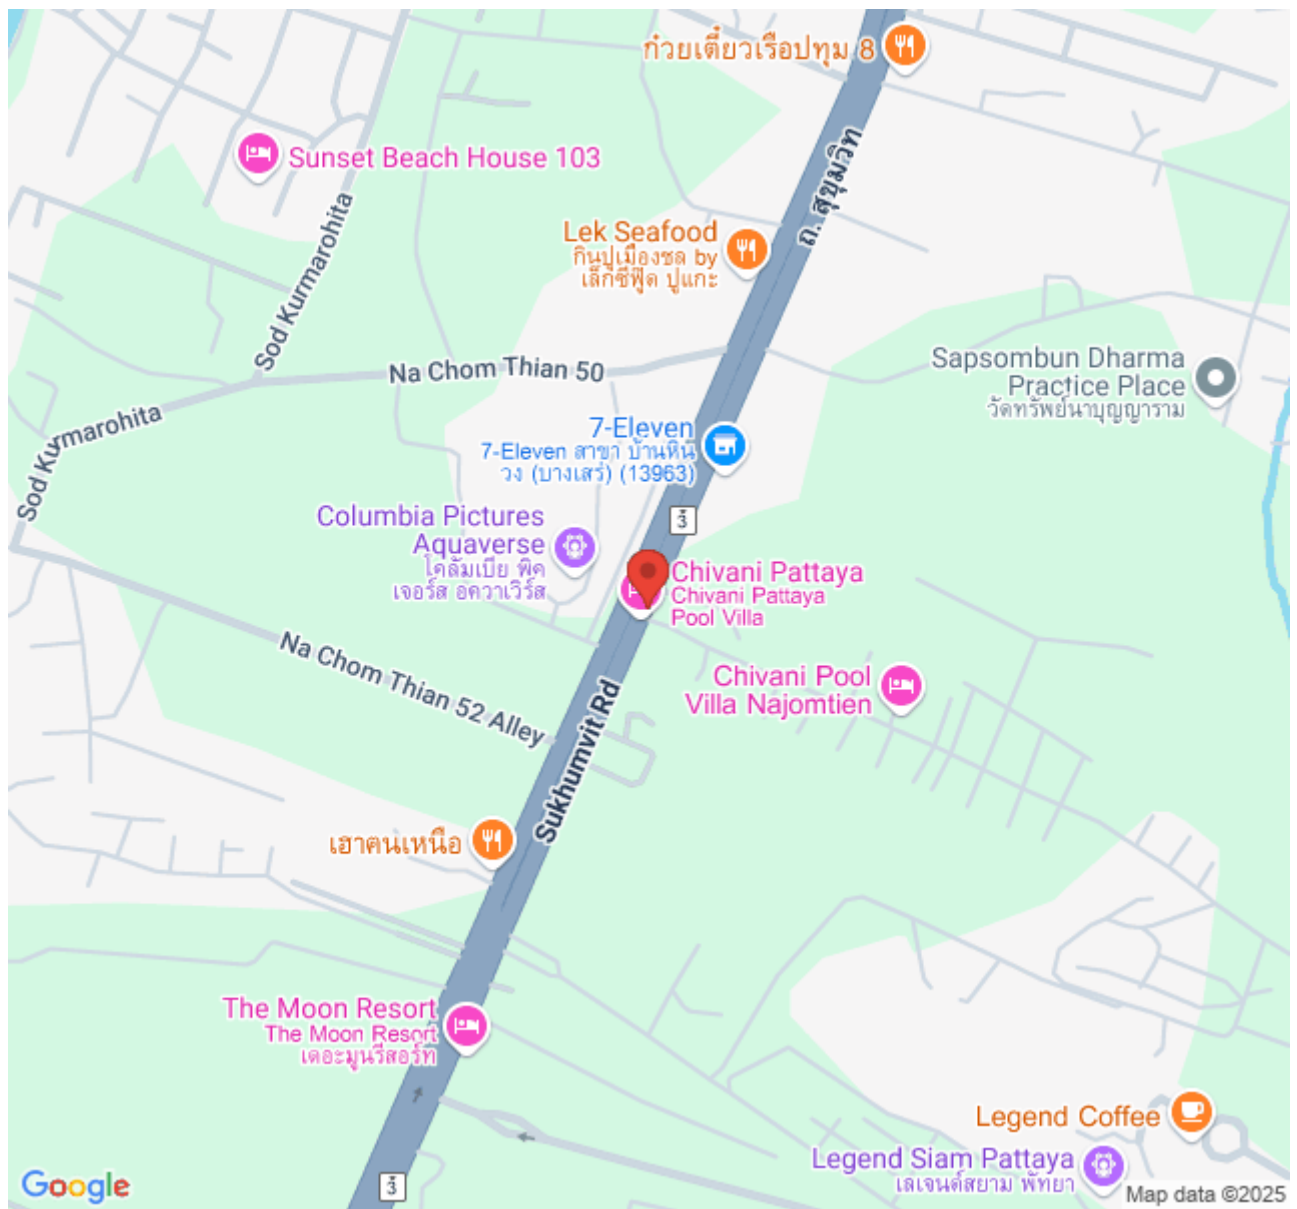 ก๋วยเตี๋ยวเรือปทุม 8
Sunset Beach House 103
ถ. สุขุมวิท
Sod Kurmarohita
Lek Seafood
กินปูเมืองชล by
เล็กซีฟู๊ด ปูแกะ
Na Chom Thian 50
Sapsombun Dharma
Practice Place
วัดทรัพย์นาบุญญาราม
Sod Kurmarohita
7-Eleven
7-Eleven สาขา บ้านหิน
วง (บางเสร่) (13963)
3
Columbia Pictures
Aquaverse
โคลัมเบีย พิค
เจอร์ส อควาเวิร์ส
Chivani Pattaya
Chivani Pattaya
Pool Villa
Na Chom Thian 52 Alley
Chivani Pool
Villa Najomtien
Sukhumvit Rd
เฮาคนเหนือ
The Moon Resort
The Moon Resort
เดอะมูนรีสอร์ท
Legend Coffee
Legend Siam Pattaya
เลเจนด์สยาม พัทยา
3
Google
Map data ©2025